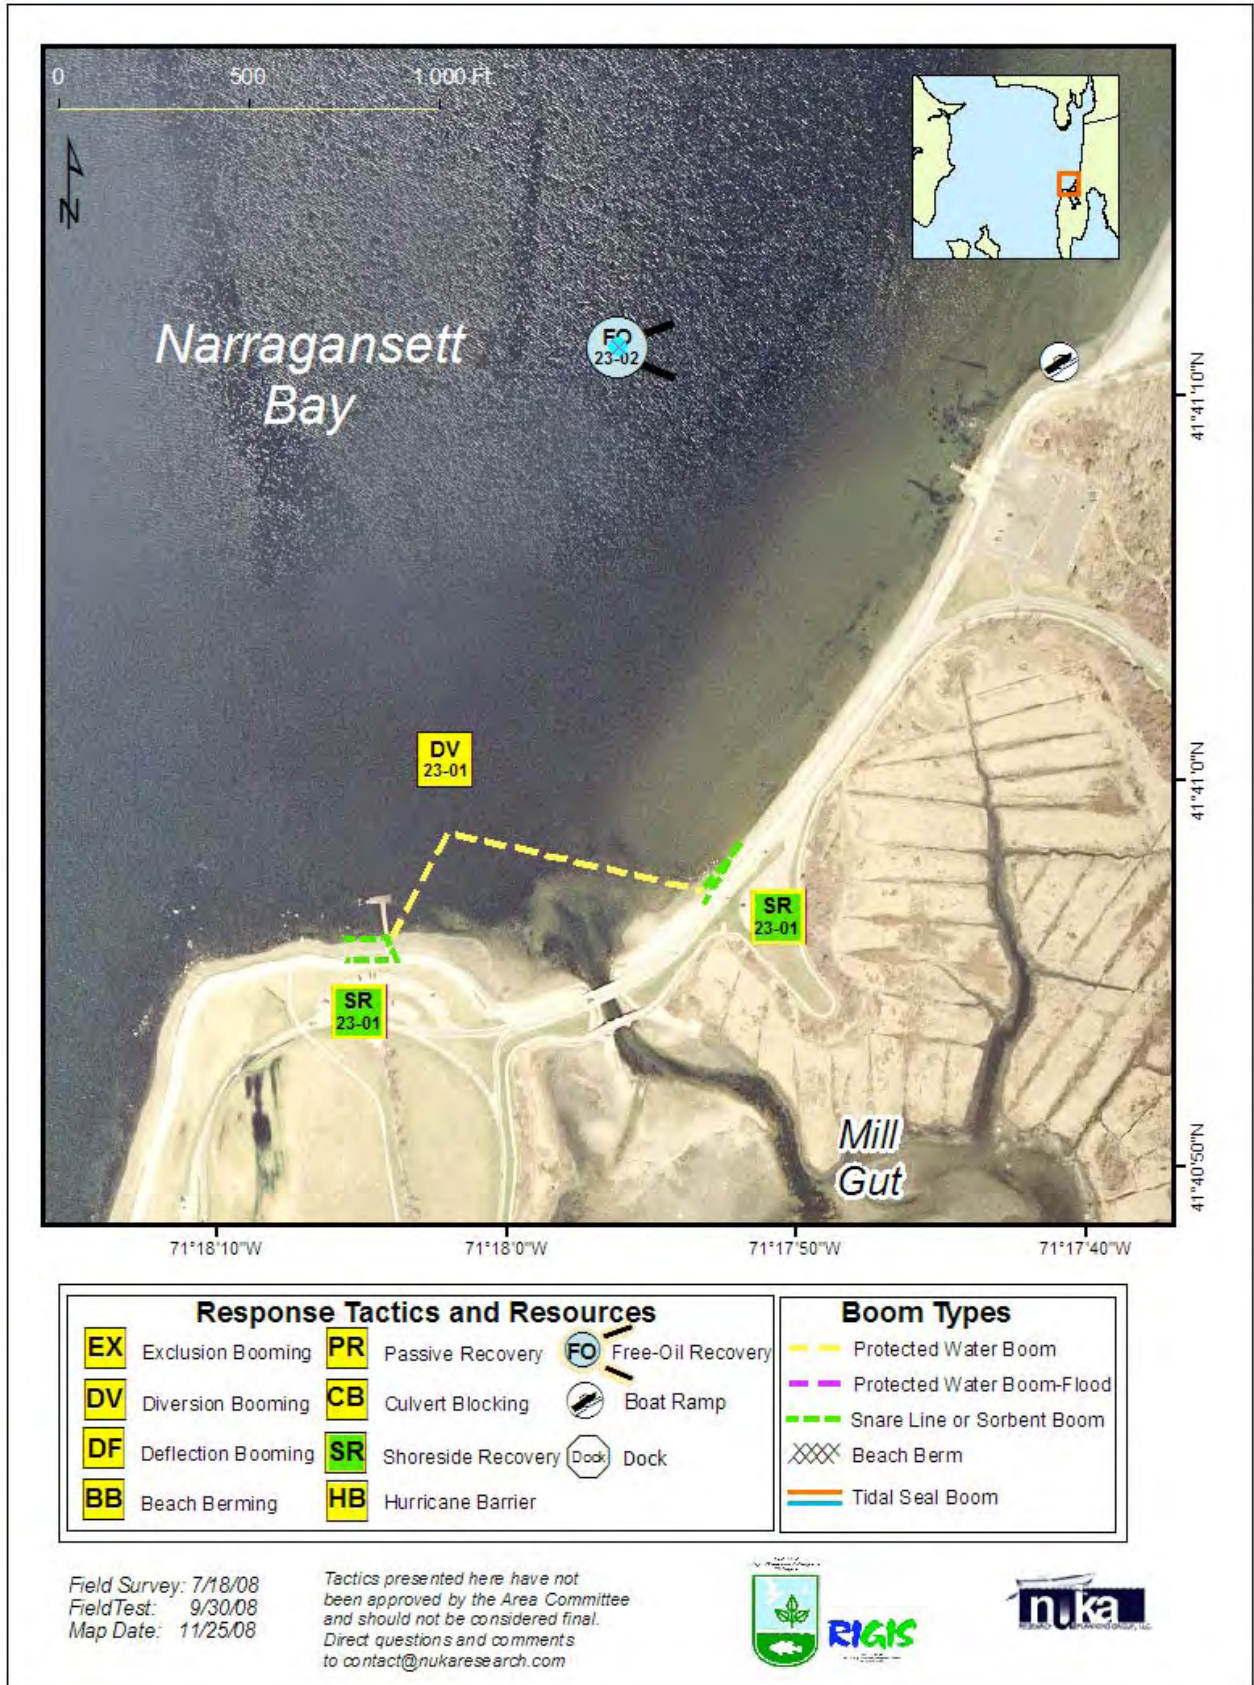 0 500 1,000 Ft.
N
Narragansett
Bay
FO
23-02
41°41'10"N
DV
23-01
41°41'0"N
SR
23-01
SR
23-01
Mill
Gut
41°40'50"N
71°18'10"W 71°18'0"W 71°17'50"W 71°17'40"W
Response Tactics and Resources
EX Exclusion Booming PR Passive Recovery FO Free-Oil Recovery
DV Diversion Booming CB Culvert Blocking Boat Ramp
DF Deflection Booming SR Shoreside Recovery Dock Dock
BB Beach Berming HB Hurricane Barrier
Boom Types
Protected Water Boom
Protected Water Boom-Flood
Snare Line or Sorbent Boom
Beach Berm
Tidal Seal Boom
Field Survey: 7/18/08
FieldTest: 9/30/08
Map Date: 11/25/08
Tactics presented here have not
been approved by the Area Committee
and should not be considered final.
Direct questions and comments
to contact@nukaresearch.com
RIGIS
nuka